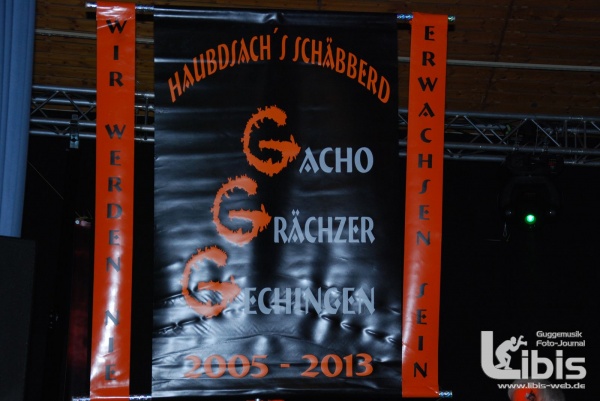 WIR WERDEN NIE
HAUBDSACH´S SCHÄBBERD
GACHO
GRÄCHZER
GECHINGEN
2005 - 2013
ERWACHSEN SEIN
Guggemusik
Foto-Journal
Libis
www.libis-web.de